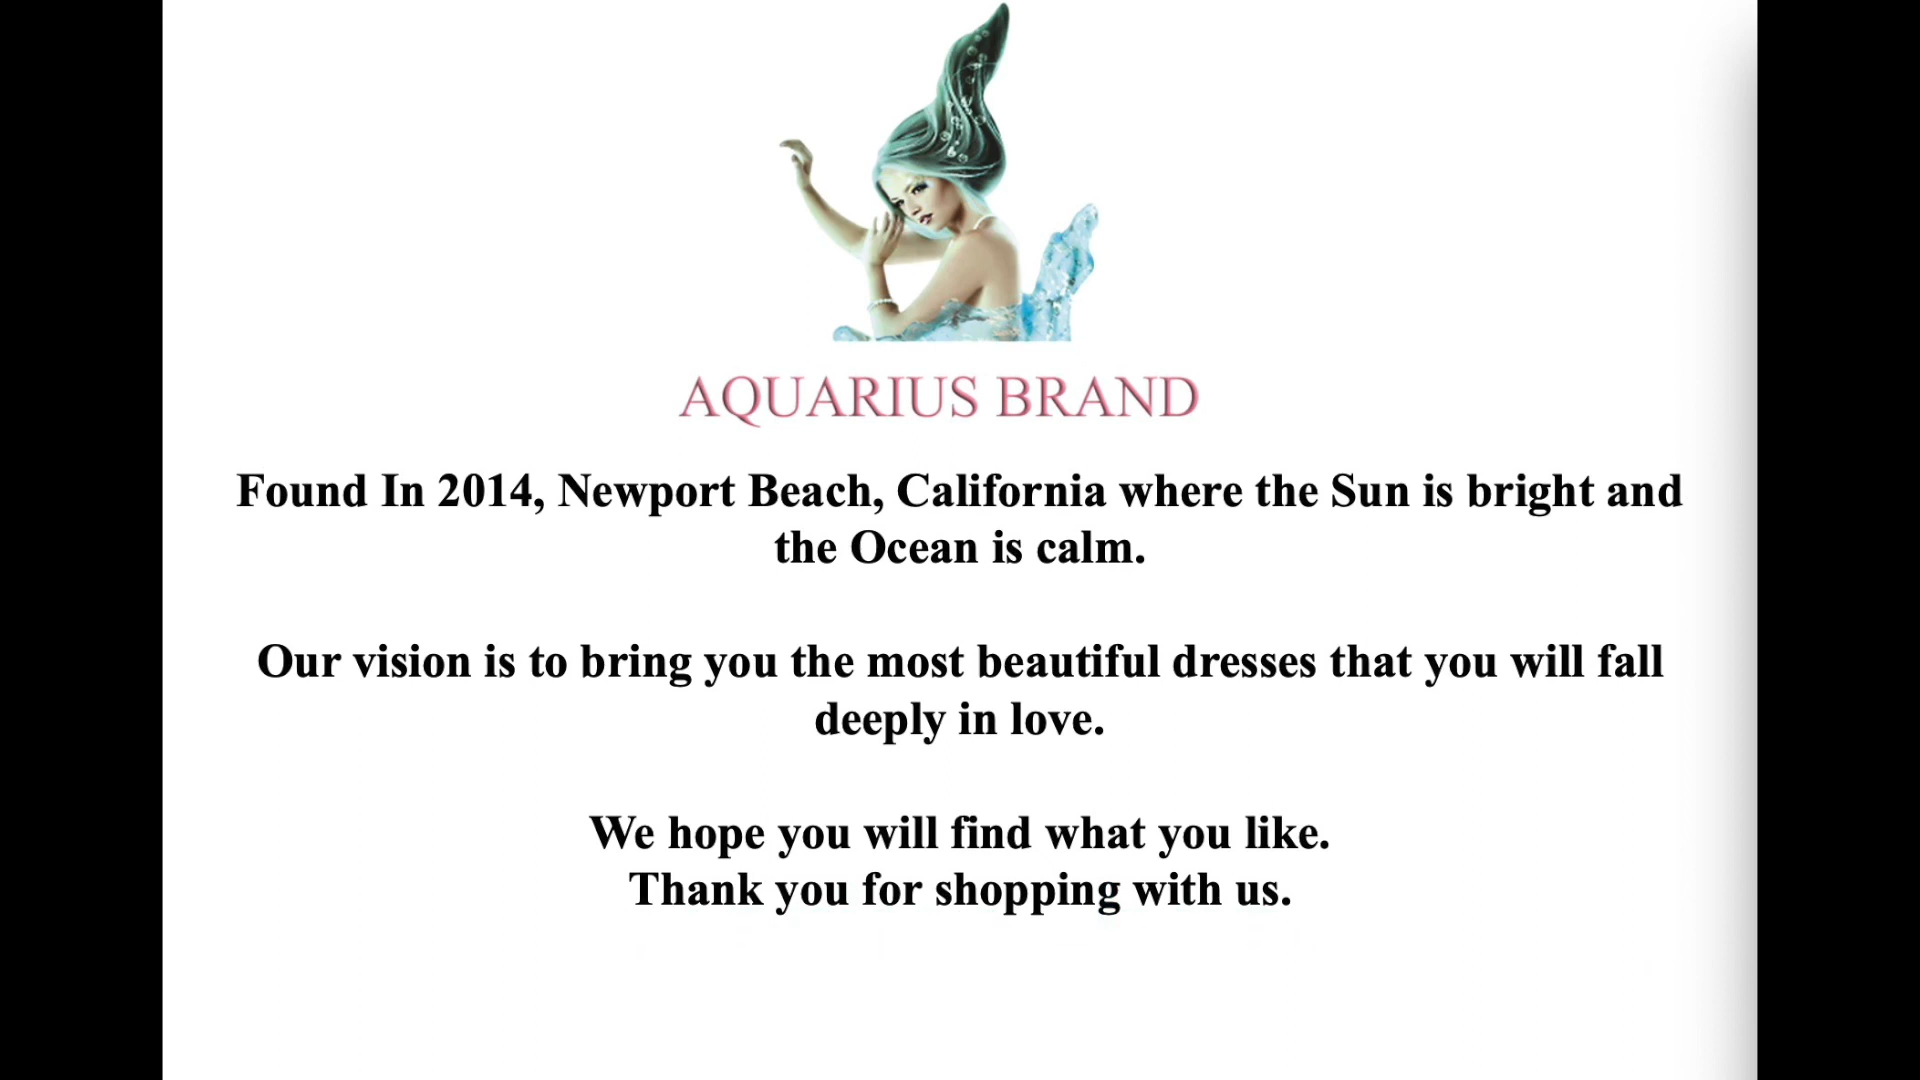 AQUARIUS BRAND
Found In 2014, Newport Beach, California where the Sun is bright and
the Ocean is calm.
Our vision is to bring you the most beautiful dresses that you will fall
deeply in love.
We hope you will find what you like.
Thank you for shopping with us.